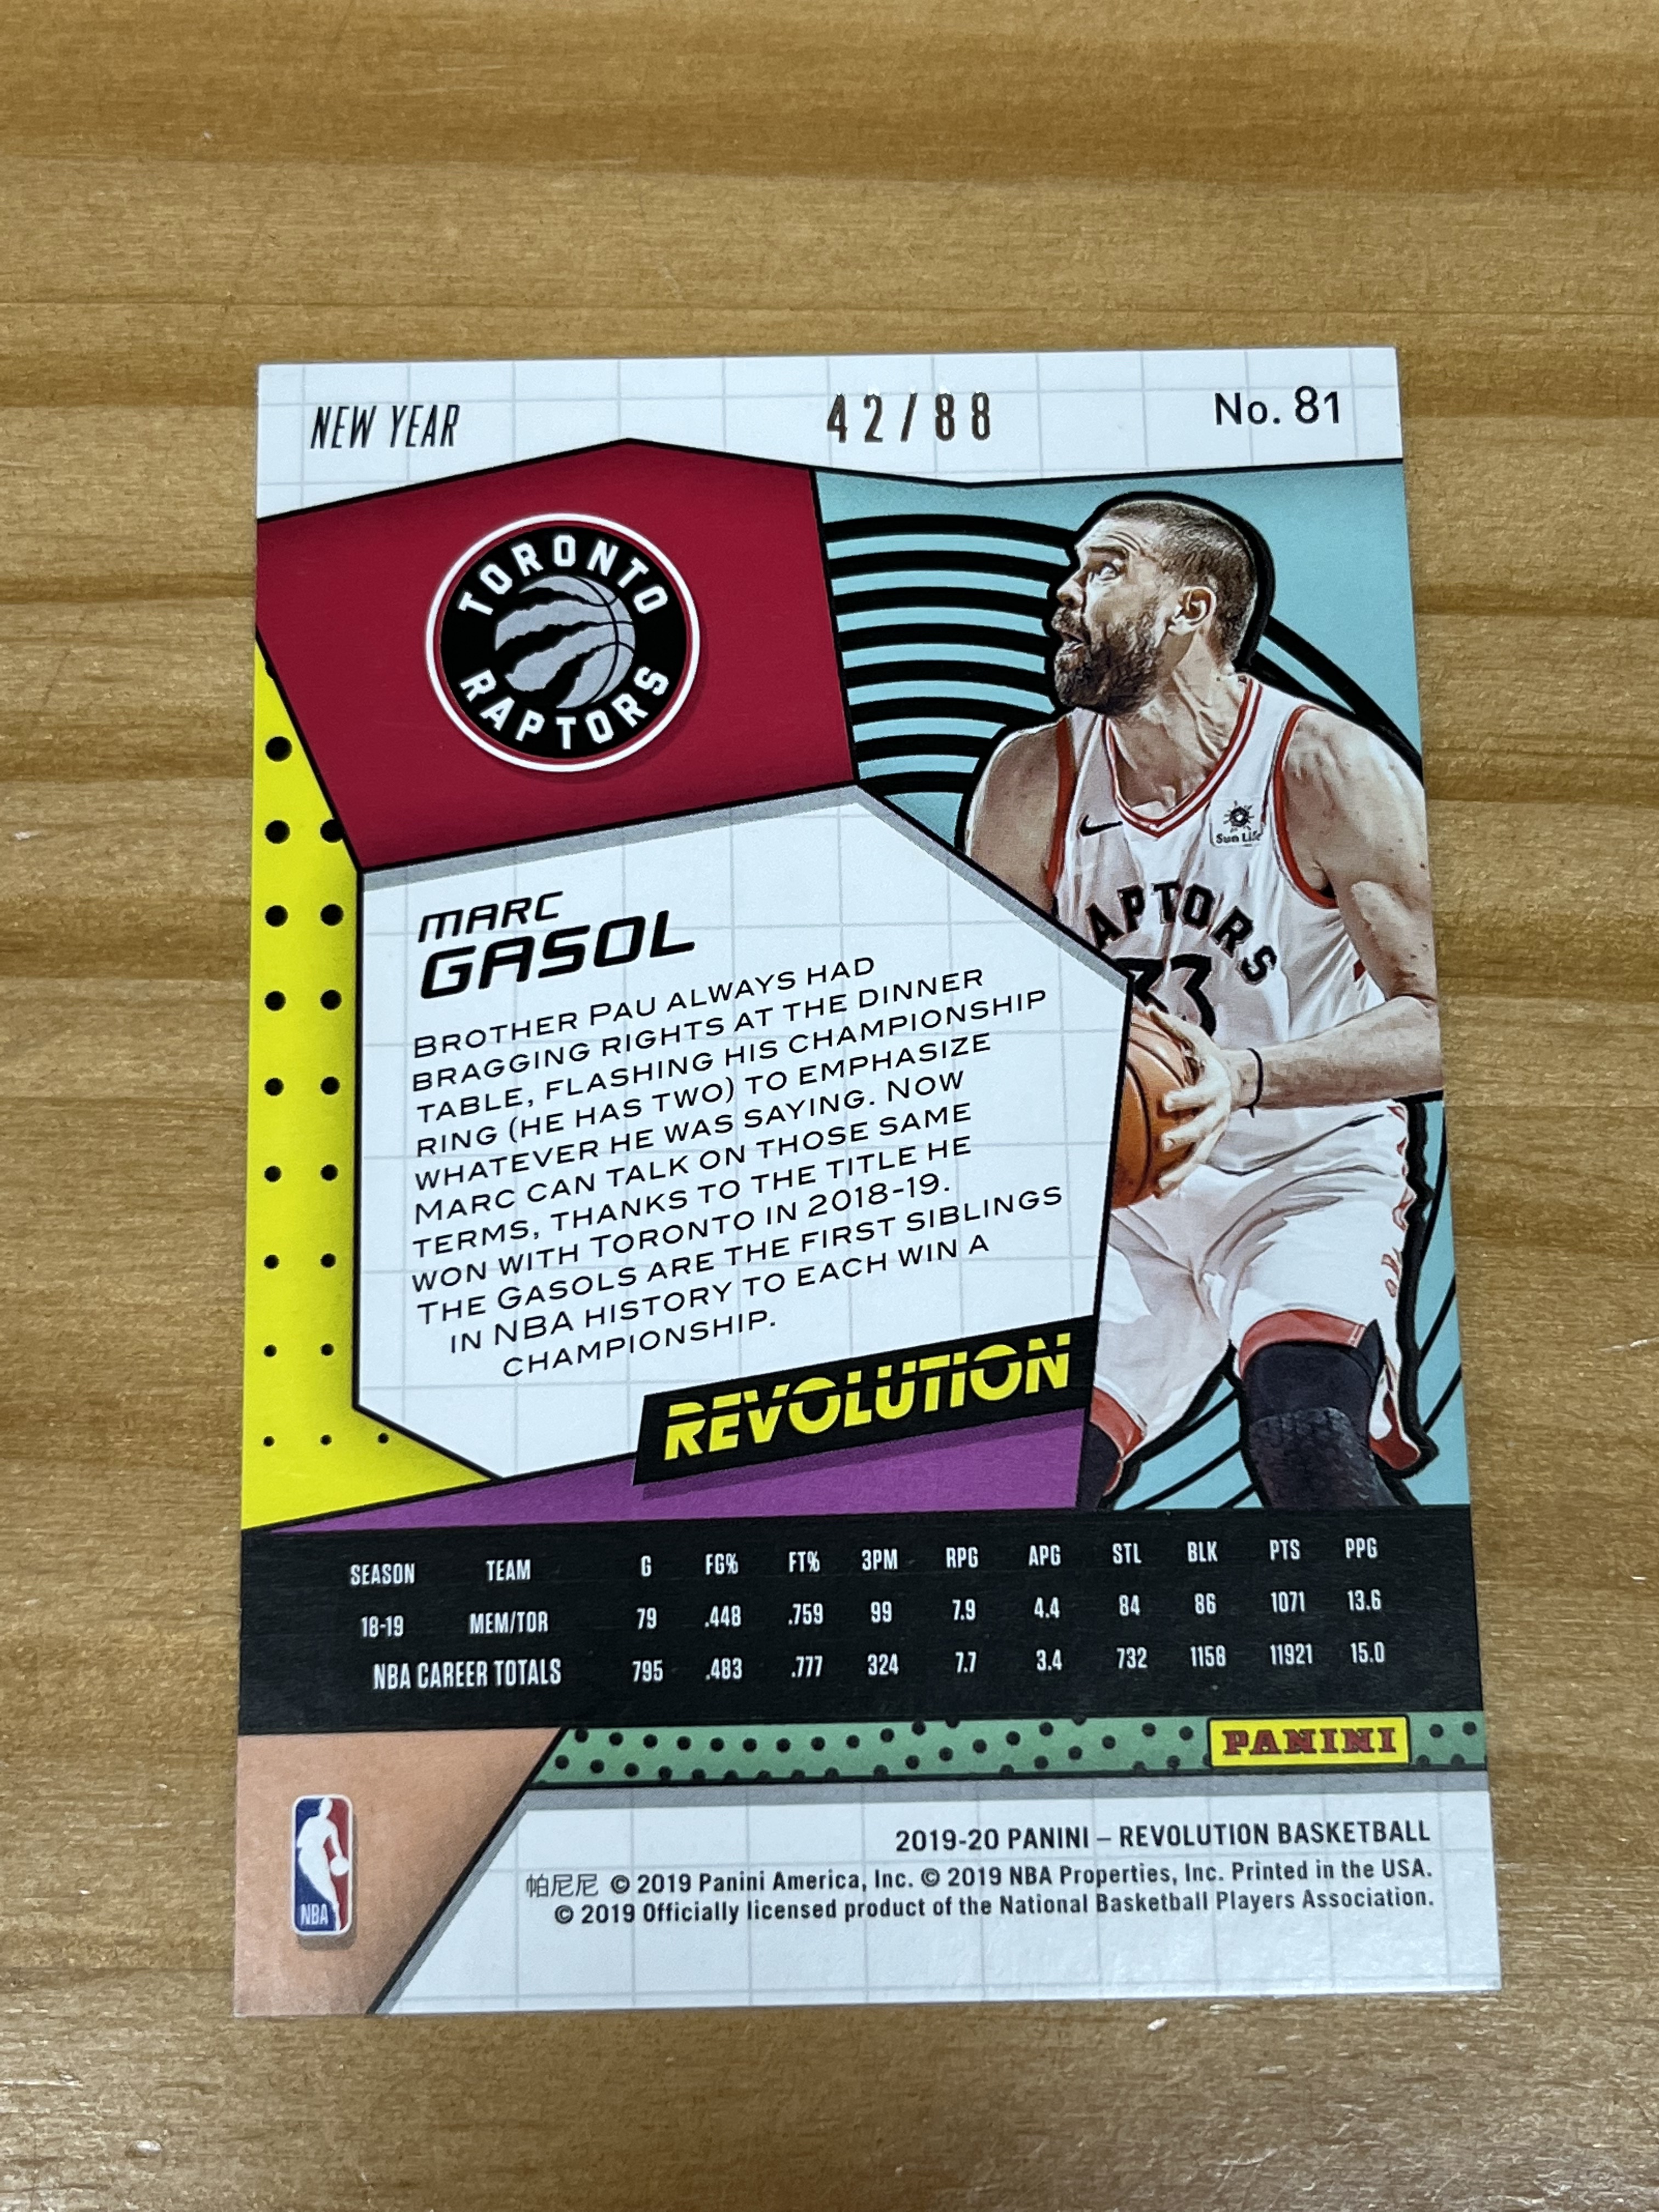 NEW YEAR 42/88 No. 81
TORONTO
RAPTORS
Sun Life
APTORS
33
MARC
GASOL
BROTHER PAU ALWAYS HAD
BRAGGING RIGHTS AT THE DINNER
TABLE, FLASHING HIS CHAMPIONSHIP
RING (HE HAS TWO) TO EMPHASIZE
WHATEVER HE WAS SAYING. NOW
MARC CAN TALK ON THOSE SAME
TERMS, THANKS TO THE TITLE HE
WON WITH TORONTO IN 2018-19.
THE GASOLS ARE THE FIRST SIBLINGS
IN NBA HISTORY TO EACH WIN A
CHAMPIONSHIP.
REVOLUTION
SEASON TEAM G FG% FT% 3PM RPG APG STL BLK PTS PPG
18-19 MEM/TOR 79 .448 .759 99 7.9 4.4 84 86 1071 13.6
NBA CAREER TOTALS 795 .483 .777 324 7.7 3.4 732 1158 11921 15.0
PANINI
NBA
2019-20 PANINI – REVOLUTION BASKETBALL
帕尼尼 © 2019 Panini America, Inc. © 2019 NBA Properties, Inc. Printed in the USA.
© 2019 Officially licensed product of the National Basketball Players Association.